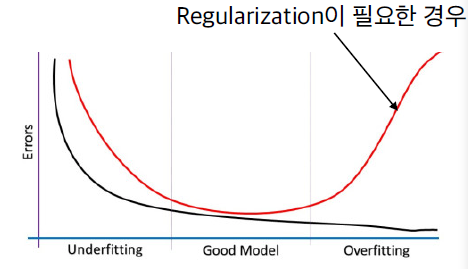 Regularization이 필요한 경우
Errors
Underfitting
Good Model
Overfitting